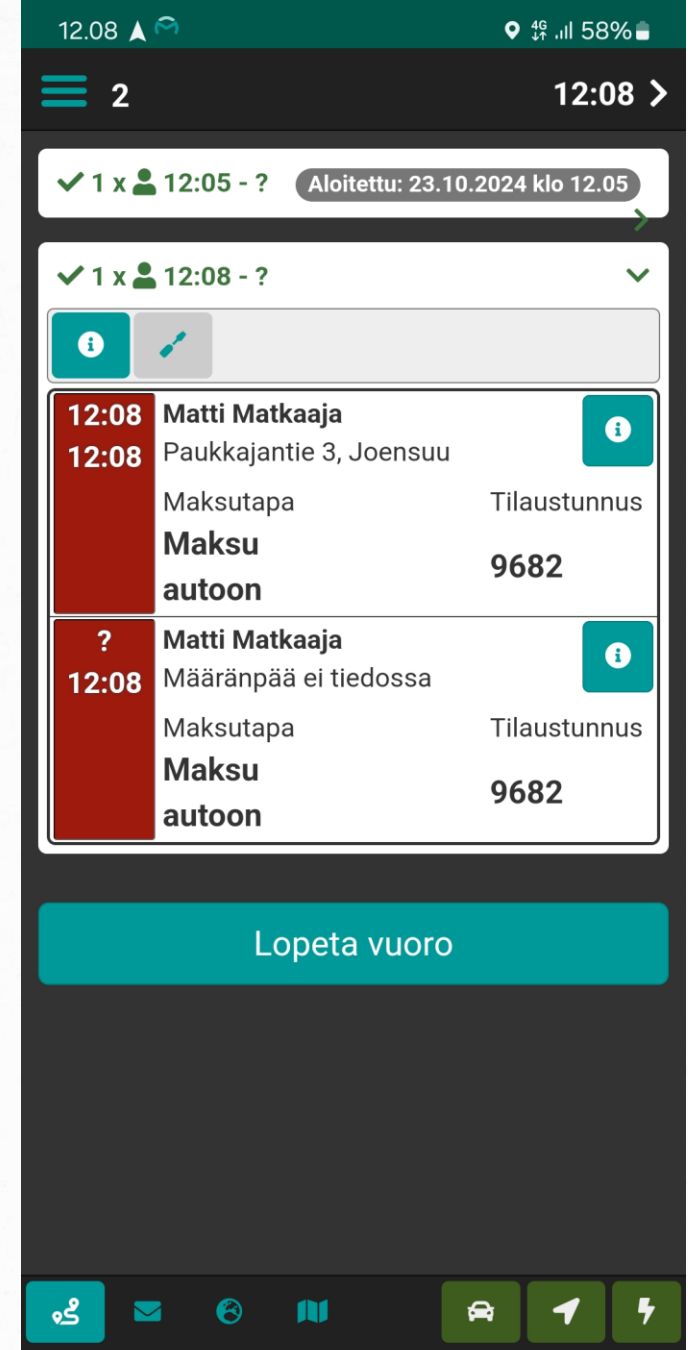 12.08 4G 58%
2 12:08
1 x 12:05 - ? Aloitettu: 23.10.2024 klo 12.05
1 x 12:08 - ?
12:08 Matti Matkaaja
12:08 Paukkajantie 3, Joensuu
Maksutapa Tilaustunnus
Maksu
autoon
9682
? Matti Matkaaja
12:08 Määränpää ei tiedossa
Maksutapa Tilaustunnus
Maksu
autoon
9682
Lopeta vuoro